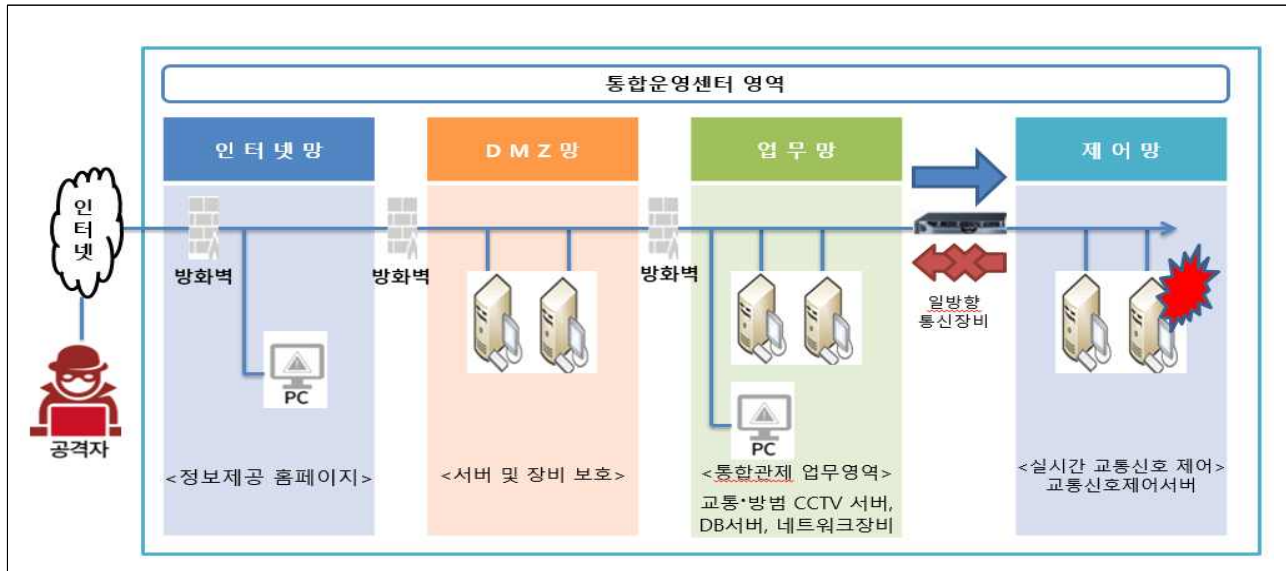 통합운영센터 영역
인 터 넷 망
D M Z 망
업 무 망
제 어 망
인
터
넷
방화벽
방화벽
방화벽
일방향
통신장비
PC
PC
공격자
<정보제공 홈페이지>
<서버 및 장비 보호>
<통합관제 업무영역>
교통•방범 CCTV 서버,
DB서버, 네트워크장비
<실시간 교통신호 제어>
교통신호제어서버